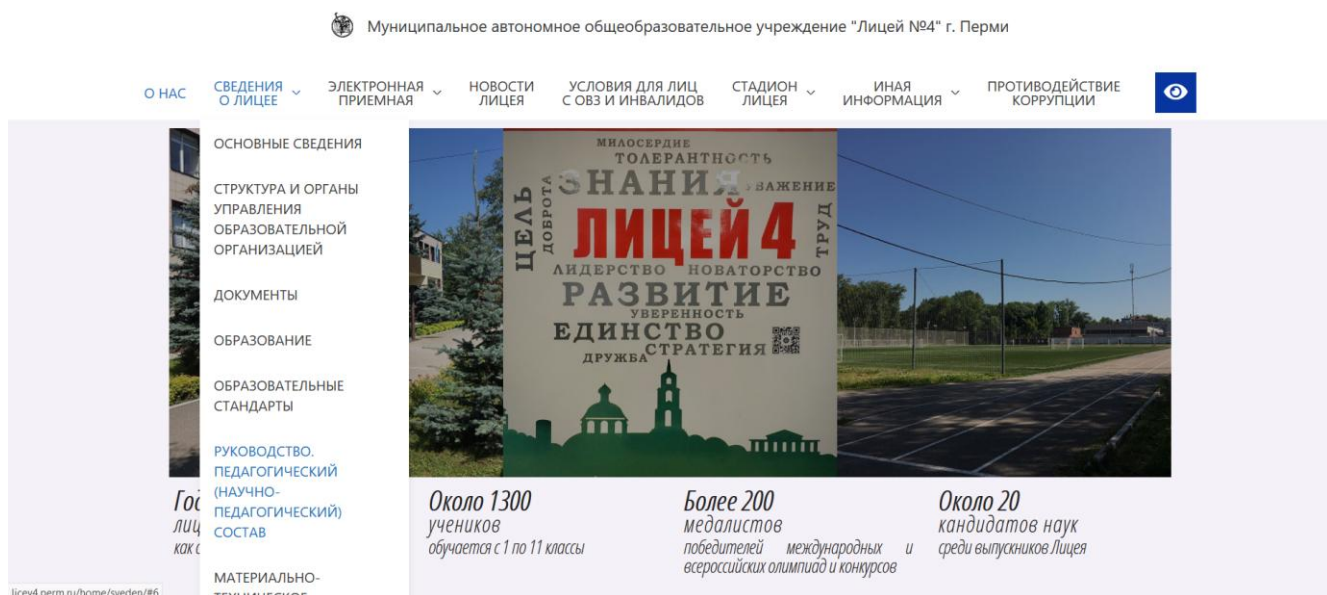 Муниципальное автономное общеобразовательное учреждение "Лицей №4" г. Перми
О НАС
СВЕДЕНИЯ
О ЛИЦЕЕ
ЭЛЕКТРОННАЯ
ПРИЕМНАЯ
НОВОСТИ
ЛИЦЕЯ
УСЛОВИЯ ДЛЯ ЛИЦ
С ОВЗ И ИНВАЛИДОВ
СТАДИОН
ЛИЦЕЯ
ИНАЯ
ИНФОРМАЦИЯ
ПРОТИВОДЕЙСТВИЕ
КОРРУПЦИИ
ОСНОВНЫЕ СВЕДЕНИЯ
СТРУКТУРА И ОРГАНЫ
УПРАВЛЕНИЯ
ОБРАЗОВАТЕЛЬНОЙ
ОРГАНИЗАЦИЕЙ
ДОКУМЕНТЫ
ОБРАЗОВАНИЕ
ОБРАЗОВАТЕЛЬНЫЕ
СТАНДАРТЫ
РУКОВОДСТВО.
ПЕДАГОГИЧЕСКИЙ
(НАУЧНО-
ПЕДАГОГИЧЕСКИЙ)
СОСТАВ
МАТЕРИАЛЬНО-
ТЕХНИЧЕСКОЕ
МИЛОСЕРДИЕ
ТОЛЕРАНТНОСТЬ
ЗНАНИЯ
УВАЖЕНИЕ
ЦЕЛЬ
ДОБРОТА
ЛИЦЕЙ 4
ТРУД
ЛИДЕРСТВО НОВАТОРСТВО
РАЗВИТИЕ
УВЕРЕННОСТЬ
ЕДИНСТВО
СТРАТЕГИЯ
ДРУЖБА
Около 1300
учеников
обучается с 1 по 11 классы
Более 200
медалистов
победителей международных и
всероссийских олимпиад и конкурсов
Около 20
кандидатов наук
среди выпускников Лицея
licey4.perm.ru/home/sveden/#6